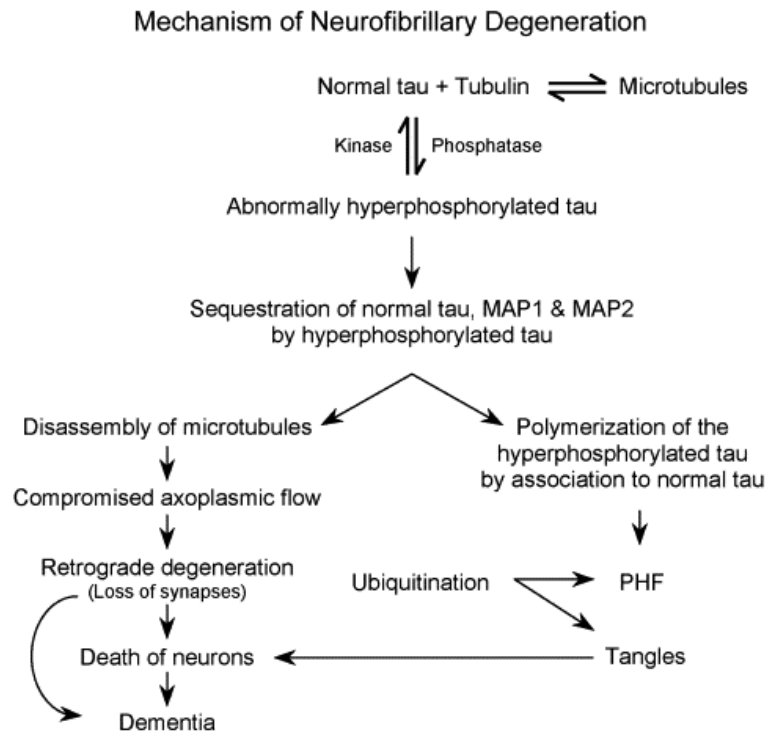 Mechanism of Neurofibrillary Degeneration
Normal tau + Tubulin
Microtubules
Kinase
Phosphatase
Abnormally hyperphosphorylated tau
Sequestration of normal tau, MAP1 & MAP2
by hyperphosphorylated tau
Disassembly of microtubules
Compromised axoplasmic flow
Retrograde degeneration
(Loss of synapses)
Death of neurons
Dementia
Polymerization of the
hyperphosphorylated tau
by association to normal tau
Ubiquitination
PHF
Tangles